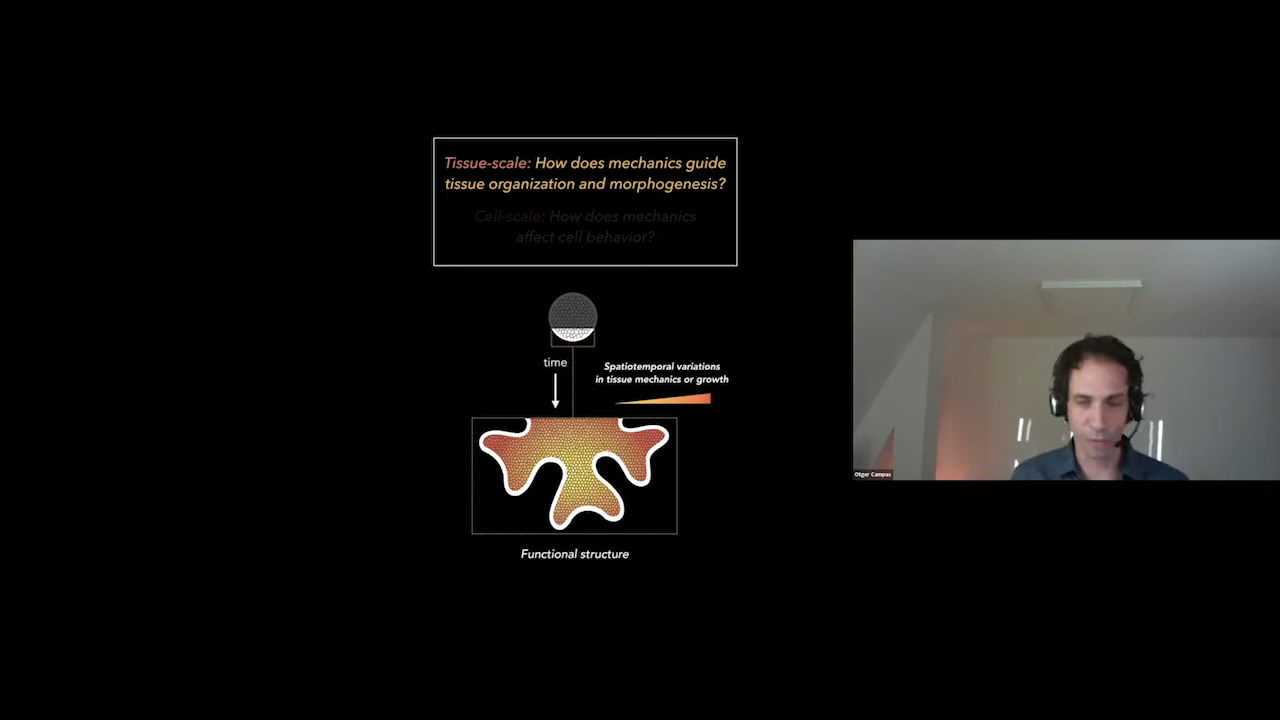 Tissue-scale: How does mechanics guide
tissue organization and morphogenesis?
Cell-scale: How does mechanics
affect cell behavior?
time
Spatiotemporal variations
in tissue mechanics or growth
Functional structure
Otger Campas